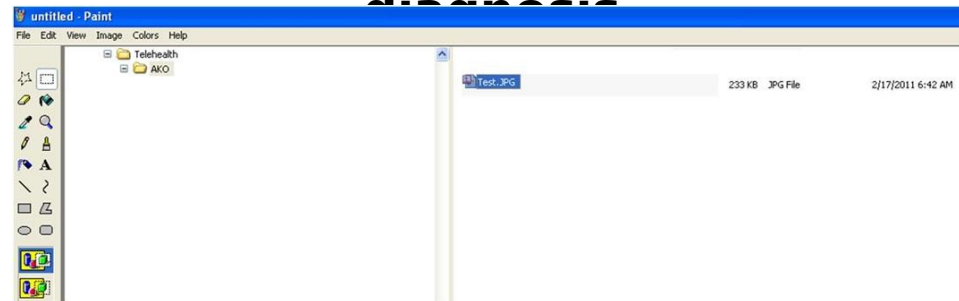 diagnosis
untitled - Paint
File Edit View Image Colors Help
Telehealth
AKO
Test.JPG 233 KB JPG File 2/17/2011 6:42 AM
A